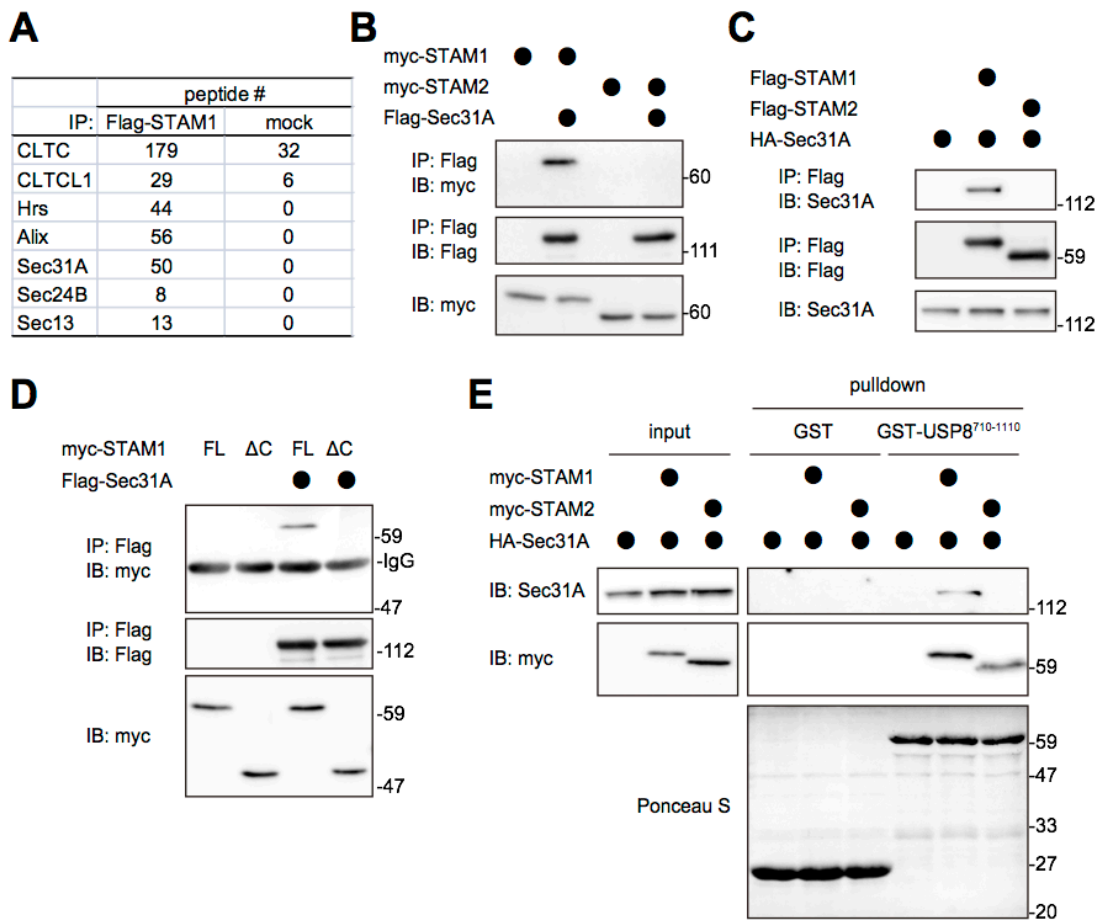 A
peptide #
IP: Flag-STAM1 mock
CLTC 179 32
CLTCL1 29 6
Hrs 44 0
Alix 56 0
Sec31A 50 0
Sec24B 8 0
Sec13 13 0
B
myc-STAM1
myc-STAM2
Flag-Sec31A
IP: Flag
IB: myc
-60
IP: Flag
IB: Flag
-111
IB: myc
-60
C
Flag-STAM1
Flag-STAM2
HA-Sec31A
IP: Flag
IB: Sec31A
-112
IP: Flag
IB: Flag
-59
IB: Sec31A
-112
D
myc-STAM1 FL ΔC FL ΔC
Flag-Sec31A
IP: Flag
IB: myc
-59
-IgG
-47
IP: Flag
IB: Flag
-112
IB: myc
-59
-47
E
pulldown
input GST GST-USP8710-1110
myc-STAM1
myc-STAM2
HA-Sec31A
IB: Sec31A
-112
IB: myc
-59
Ponceau S
-59
-47
-33
-27
-20